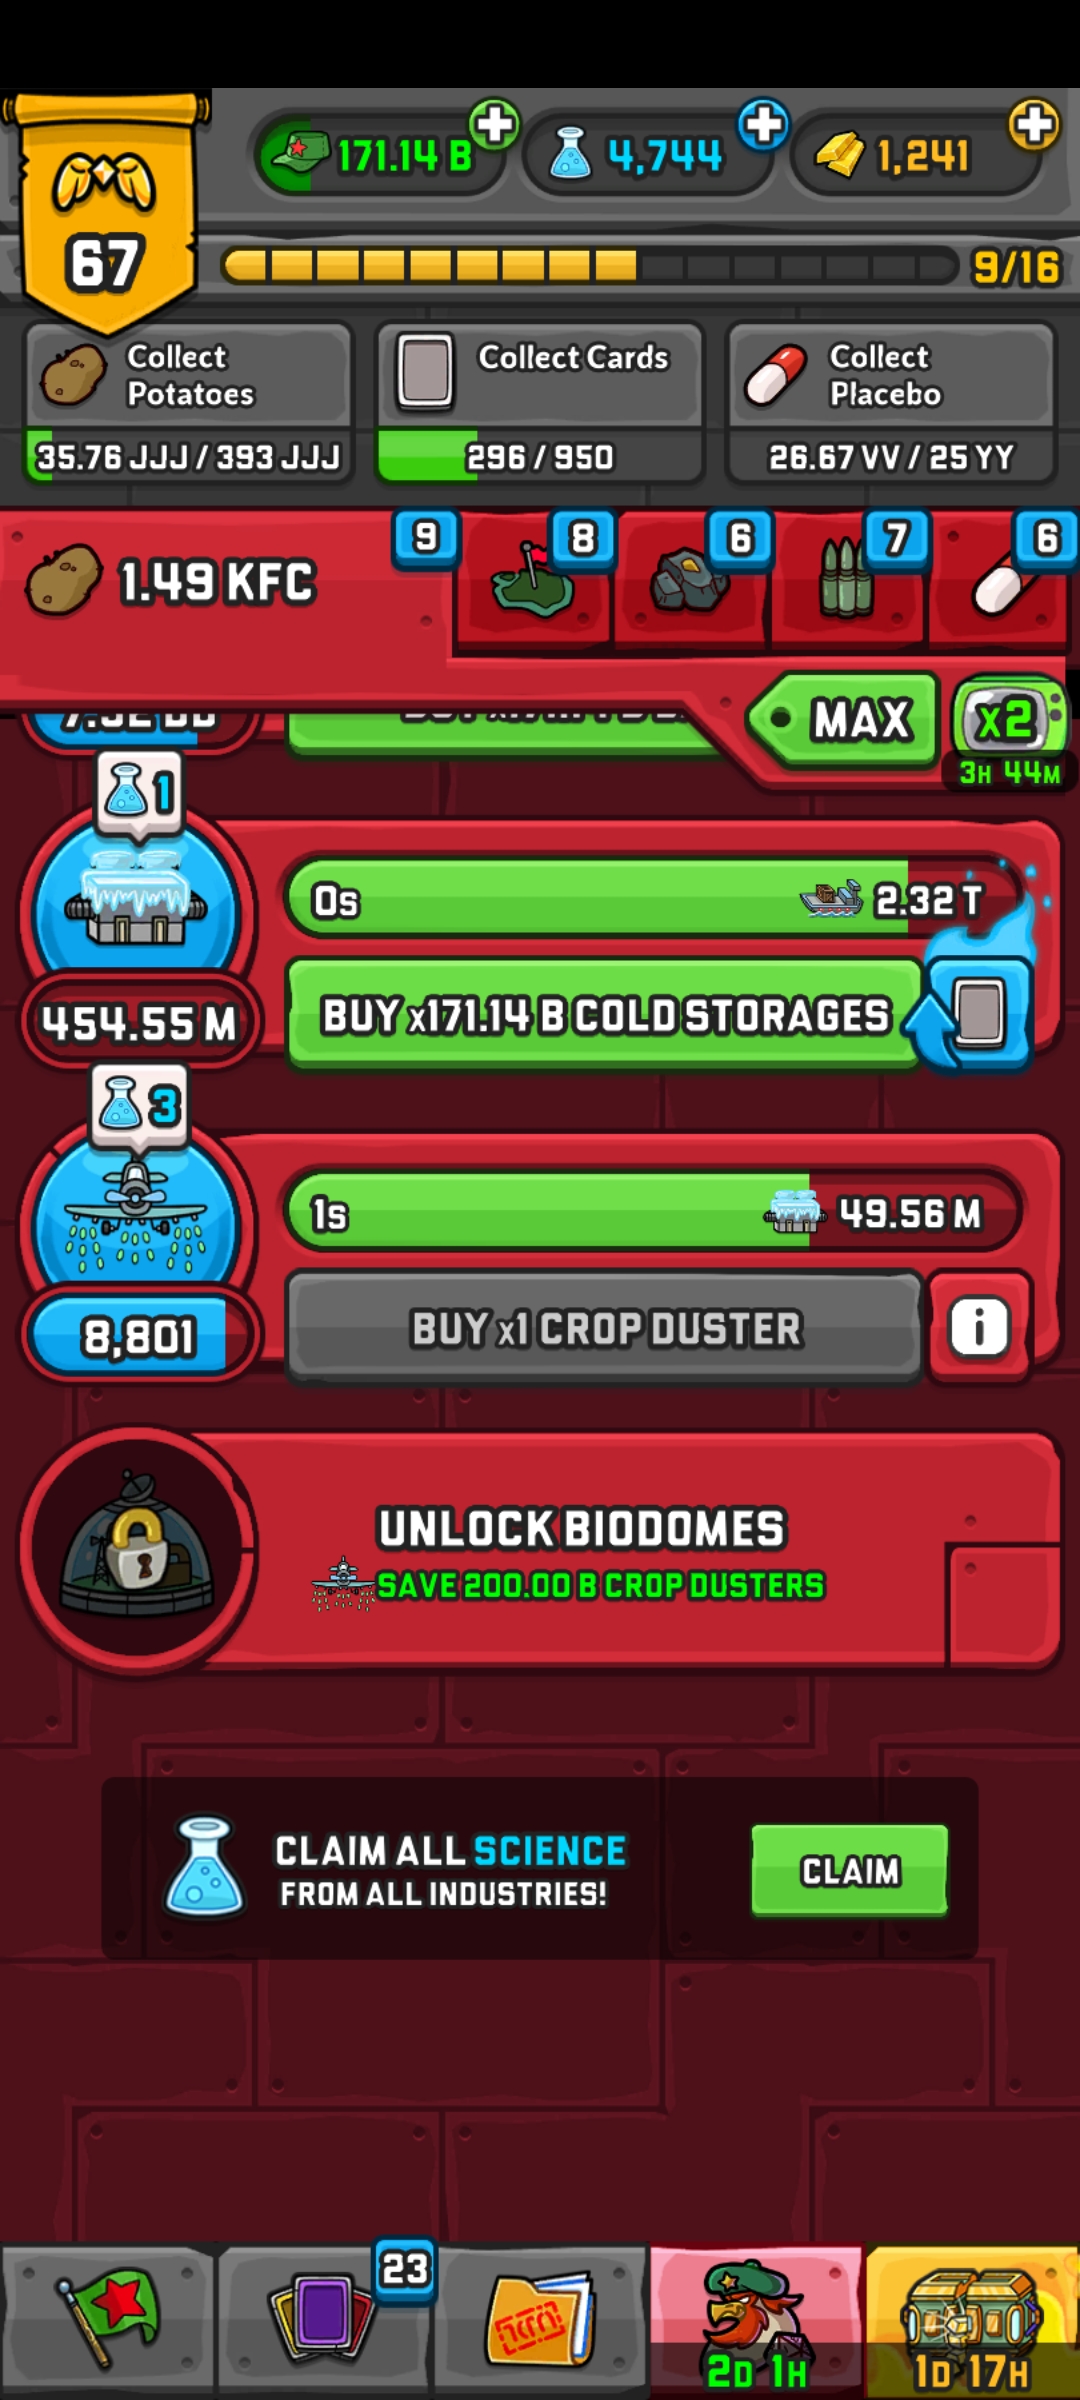 171.14 B
4,744
1,241
67
9/16
Collect
Potatoes
35.76 JJJ / 393 JJJ
Collect Cards
296 / 950
Collect
Placebo
26.67 VV / 25 YY
1.49 KFC
9
8
6
7
6
MAX
x2
3H 44M
1
0s
2.32 T
454.55 M
BUY x171.14 B COLD STORAGES
3
1s
49.56 M
8,801
BUY x1 CROP DUSTER
i
UNLOCK BIODOMES
SAVE 200.00 B CROP DUSTERS
CLAIM ALL SCIENCE
FROM ALL INDUSTRIES!
CLAIM
23
2D 1H
1D 17H